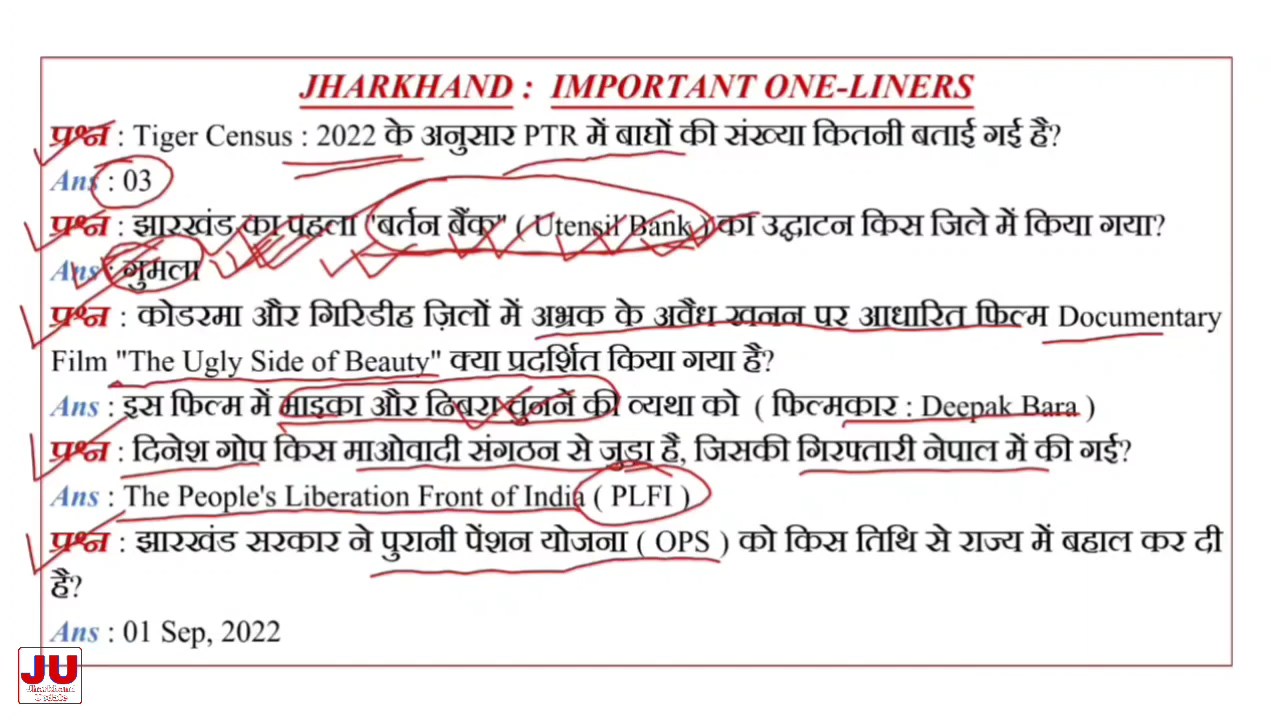 JHARKHAND : IMPORTANT ONE-LINERS
प्रश्न : Tiger Census : 2022 के अनुसार PTR में बाघों की संख्या कितनी बताई गई है?
Ans : 03
प्रश्न : झारखंड का पहला "बर्तन बैंक" ( Utensil Bank ) का उद्घाटन किस जिले में किया गया?
Ans : गुमला
प्रश्न : कोडरमा और गिरिडीह ज़िलों में अभ्रक के अवैध खनन पर आधारित फिल्म Documentary
Film "The Ugly Side of Beauty" क्या प्रदर्शित किया गया है?
Ans : इस फिल्म में माइका और ढिबरा चुनने की व्यथा को ( फिल्मकार : Deepak Bara )
प्रश्न : दिनेश गोप किस माओवादी संगठन से जुड़ा है, जिसकी गिरफ्तारी नेपाल में की गई?
Ans : The People's Liberation Front of India ( PLFI )
प्रश्न : झारखंड सरकार ने पुरानी पेंशन योजना ( OPS ) को किस तिथि से राज्य में बहाल कर दी
है?
Ans : 01 Sep, 2022
JU
Jharkhand
Update